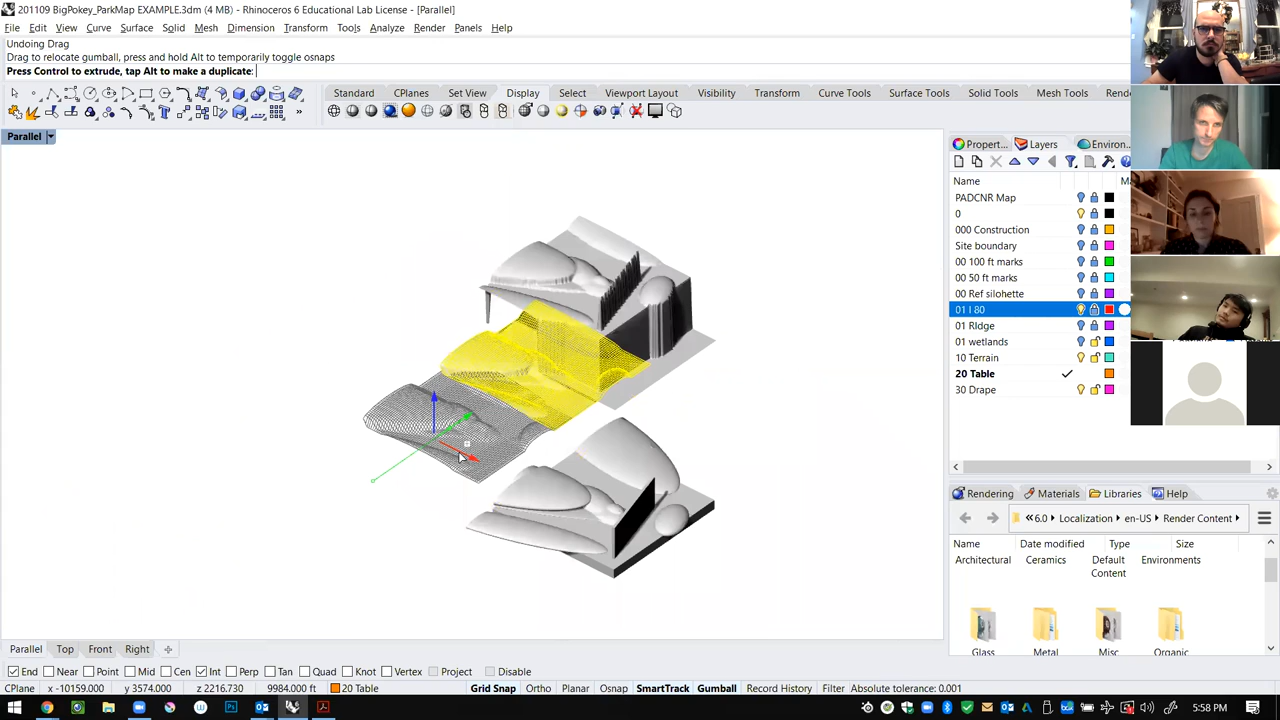 201109 BigPokey_ParkMap EXAMPLE.3dm (4 MB) - Rhinoceros 6 Educational Lab License - [Parallel]
File Edit View Curve Surface Solid Mesh Dimension Transform Tools Analyze Render Panels Help
Undoing Drag
Drag to relocate gumball, press and hold Alt to temporarily toggle osnaps
Press Control to extrude, tap Alt to make a duplicate:
Standard CPlanes Set View Display Select Viewport Layout Visibility Transform Curve Tools Surface Tools Solid Tools Mesh Tools Rende
Parallel
Propert... Layers Environ...
Name Ma
PADCNR Map
0
000 Construction
Site boundary
00 100 ft marks
00 50 ft marks
00 Ref silohette
01 I 80
01 RIdge
01 wetlands
10 Terrain
20 Table
30 Drape
Rendering Materials Libraries Help
6.0 Localization en-US Render Content
Name Date modified Type Size
Architectural Ceramics Default Content Environments
Glass Metal Misc Organic
Parallel Top Front Right
End Near Point Mid Cen Int Perp Tan Quad Knot Vertex Project Disable
CPlane x -10159.000 y 3574.000 z 2216.730 9984.000 ft 20 Table Grid Snap Ortho Planar Osnap SmartTrack Gumball Record History Filter Absolute tolerance: 0.001
5:58 PM